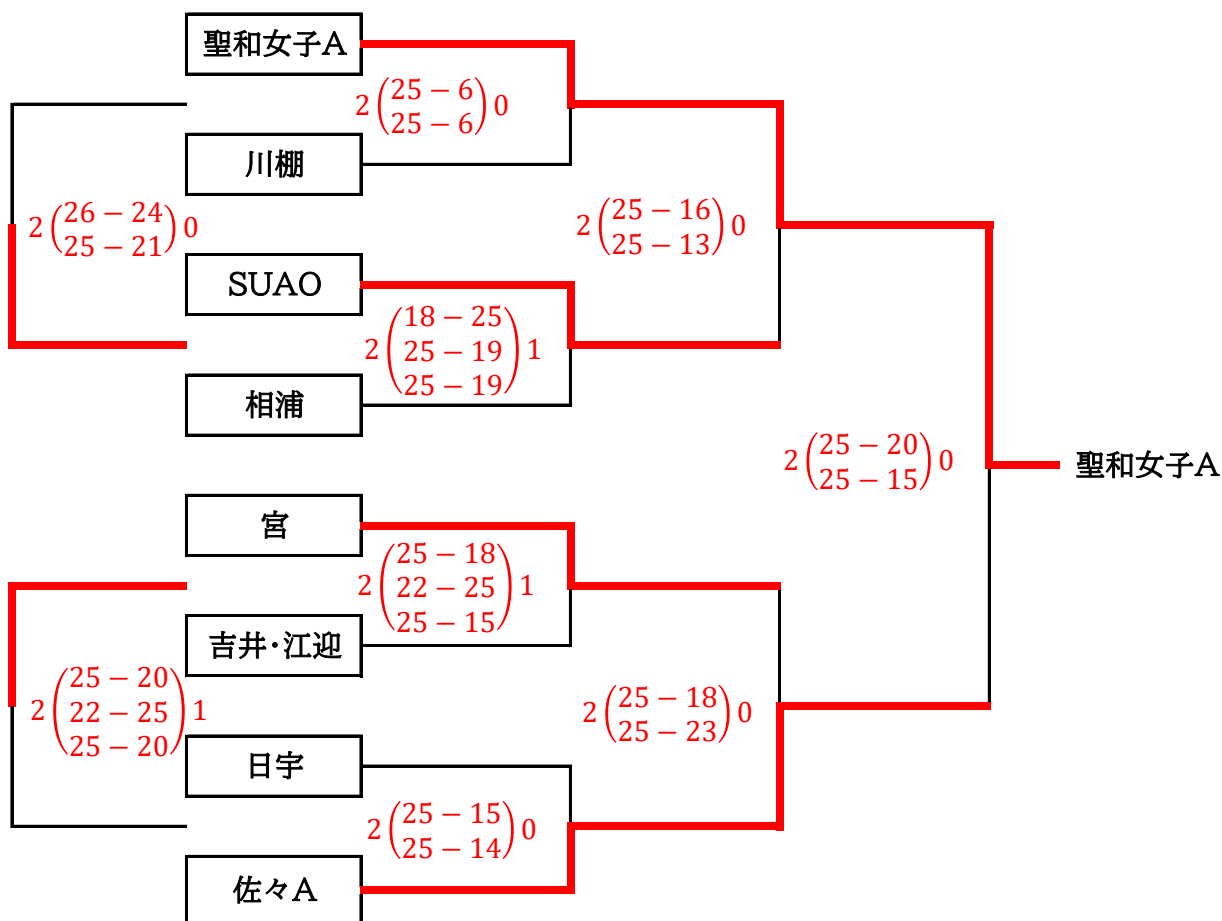 聖和女子A
2(25 − 6)0
25 − 6
川棚
2(26 − 24)0
25 − 21
2(25 − 16)0
25 − 13
SUAO
2(18 − 25)1
25 − 19
25 − 19
相浦
2(25 − 20)0
25 − 15
聖和女子A
宮
2(25 − 18)1
22 − 25
25 − 15
吉井・江迎
2(25 − 20)1
22 − 25
25 − 20
2(25 − 18)0
25 − 23
日宇
2(25 − 15)0
25 − 14
佐々A